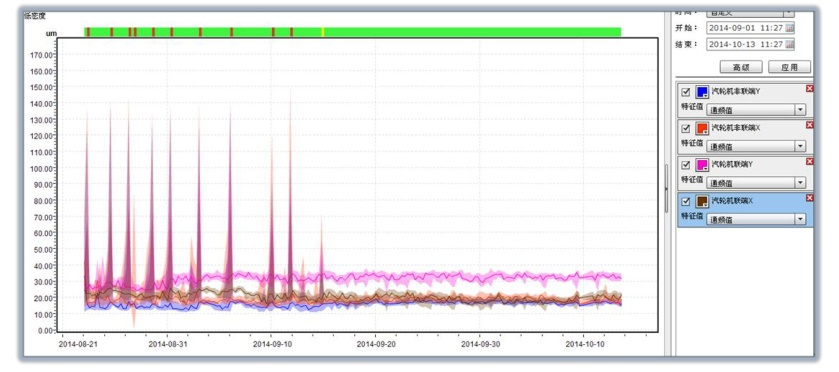 低密度
um
170.00
160.00
150.00
140.00
130.00
120.00
110.00
100.00
90.00
80.00
70.00
60.00
50.00
40.00
30.00
20.00
10.00
0.00
2014-08-21 2014-08-31 2014-09-10 2014-09-20 2014-09-30 2014-10-10
时间： 自定义
开始： 2014-09-01 11:27
结束： 2014-10-13 11:27
高级 应用
汽轮机非联端Y
特征值 通频值
汽轮机非联端X
特征值 通频值
汽轮机联端Y
特征值 通频值
汽轮机联端X
特征值 通频值